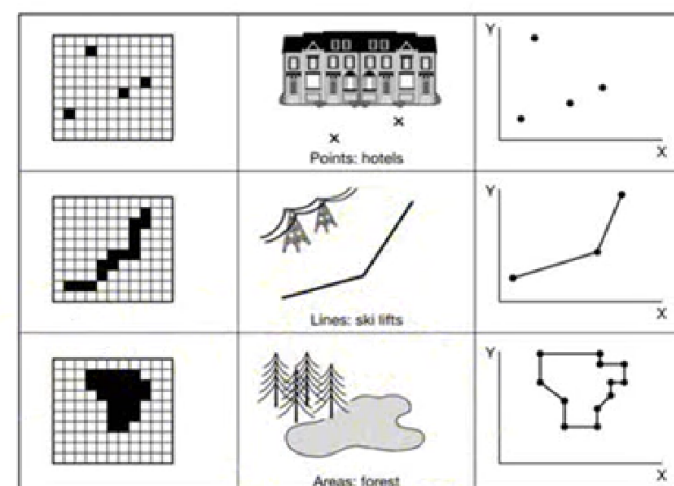 Y
X
Points: hotels
Y
X
Lines: ski lifts
Y
X
Areas: forest